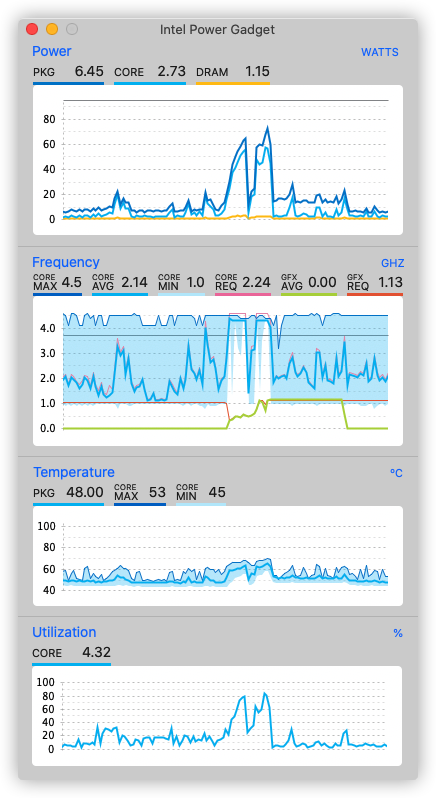 Intel Power Gadget
Power WATTS
PKG 6.45 CORE 2.73 DRAM 1.15
80
60
40
20
0
Frequency GHZ
CORE MAX 4.5 CORE AVG 2.14 CORE MIN 1.0 CORE REQ 2.24 GFX AVG 0.00 GFX REQ 1.13
4.0
3.0
2.0
1.0
0.0
Temperature ºC
PKG 48.00 CORE MAX 53 CORE MIN 45
100
80
60
40
Utilization %
CORE 4.32
100
80
60
40
20
0